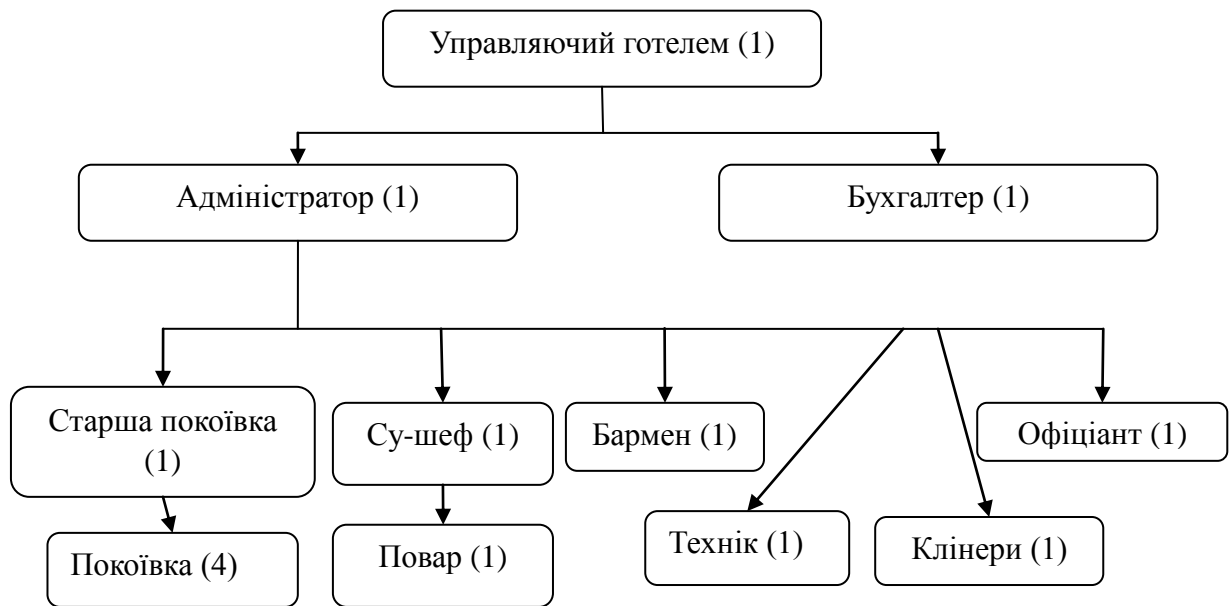 Управляючий готелем (1)
Адміністратор (1)
Бухгалтер (1)
Старша покоївка
(1)
Су-шеф (1)
Бармен (1)
Офіціант (1)
Покоївка (4)
Повар (1)
Технік (1)
Клінери (1)